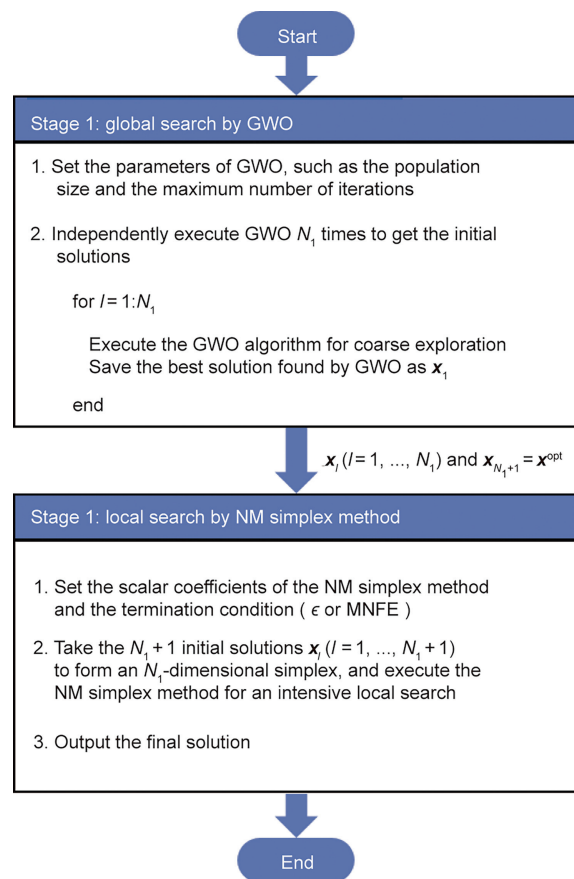 Start
Stage 1: global search by GWO
1. Set the parameters of GWO, such as the population
size and the maximum number of iterations
2. Independently execute GWO N₁ times to get the initial
solutions
for l = 1:N₁
Execute the GWO algorithm for coarse exploration
Save the best solution found by GWO as x₁
end
xₗ (l = 1, ..., N₁) and x_{N₁+1} = x^opt
Stage 1: local search by NM simplex method
1. Set the scalar coefficients of the NM simplex method
and the termination condition ( ϵ or MNFE )
2. Take the N₁ + 1 initial solutions xₗ (l = 1, ..., N₁ + 1)
to form an N₁-dimensional simplex, and execute the
NM simplex method for an intensive local search
3. Output the final solution
End